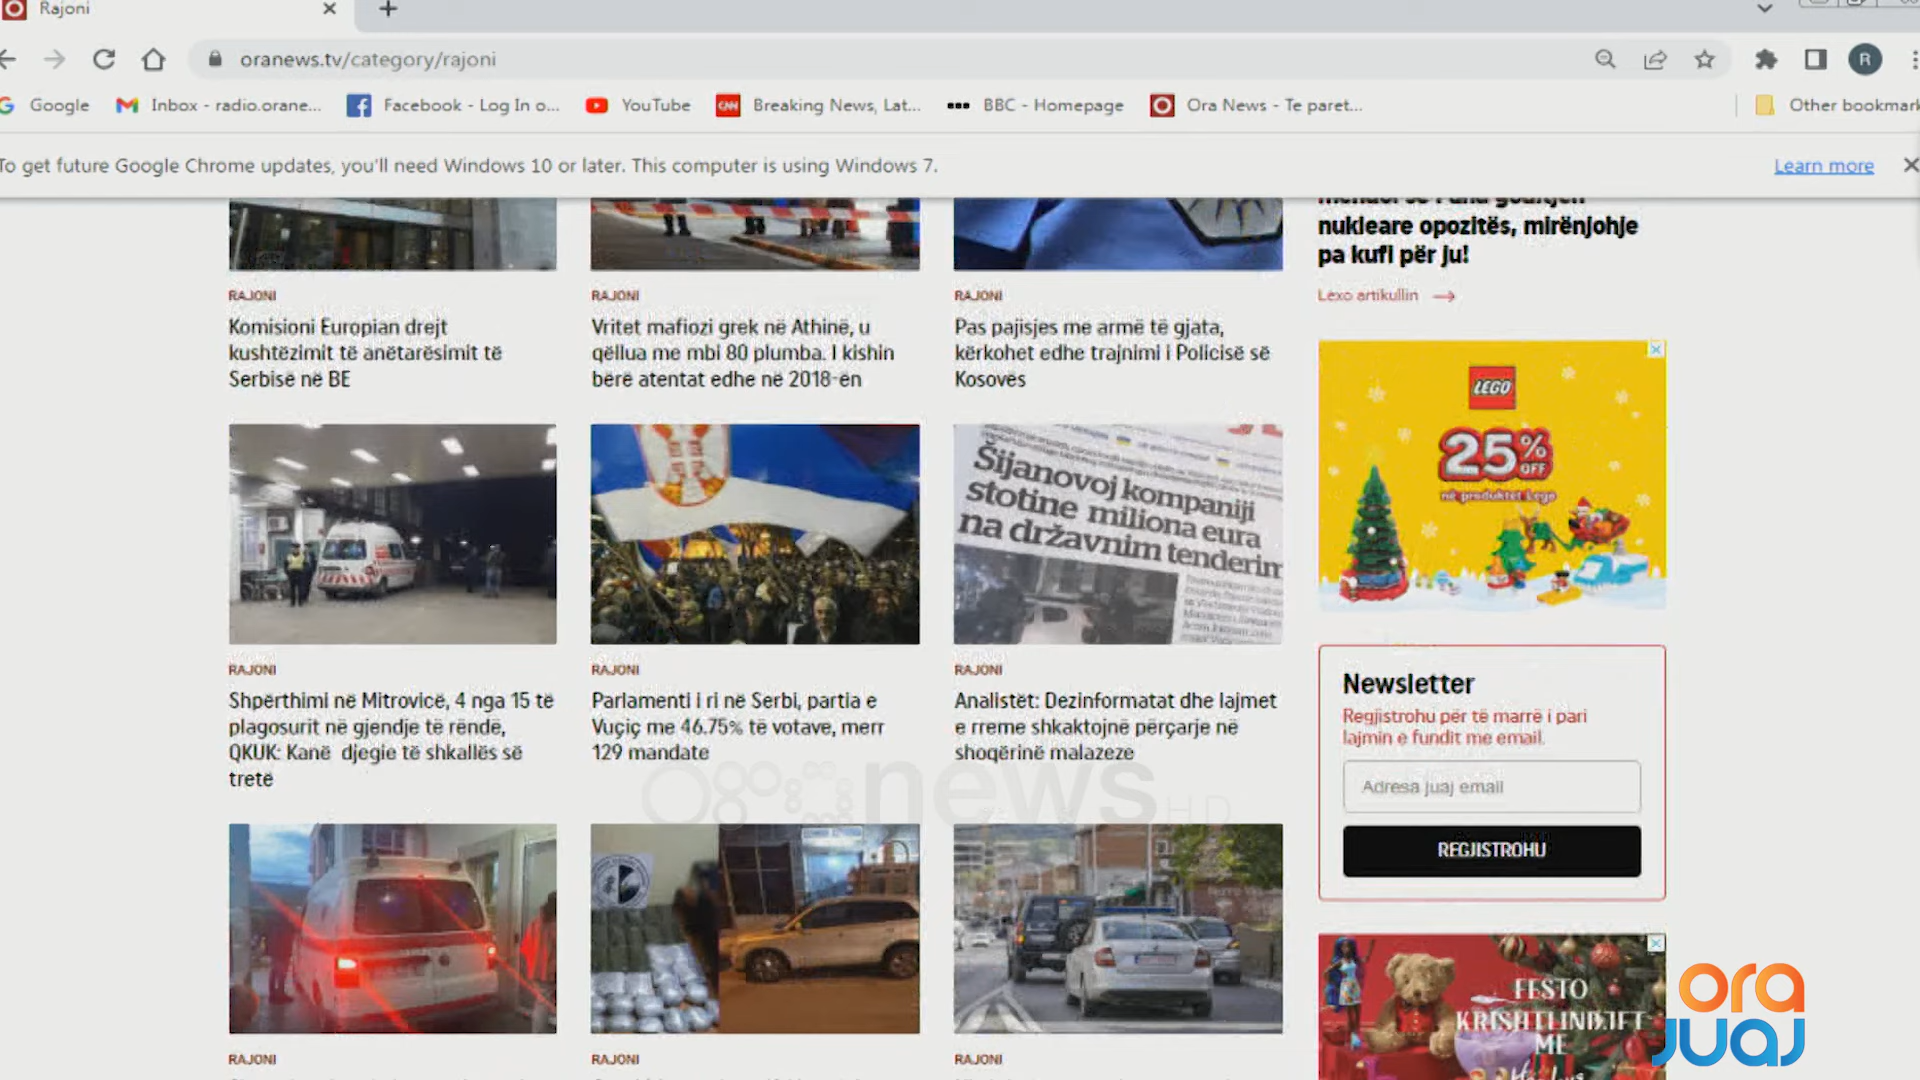 Rajoni
oranews.tv/category/rajoni
R
Google
Inbox - radio.orane...
Facebook - Log In o...
YouTube
CNN
Breaking News, Lat...
BBC - Homepage
Ora News - Te paret...
Other bookmark
To get future Google Chrome updates, you'll need Windows 10 or later. This computer is using Windows 7.
Learn more
RAJONI
Komisioni Europian drejt
kushtëzimit të anëtarësimit të
Serbisë në BE
RAJONI
Vritet mafiozi grek në Athinë, u
qëllua me mbi 80 plumba. I kishin
bërë atentat edhe në 2018-ën
RAJONI
Pas pajisjes me armë të gjata,
kërkohet edhe trajnimi i Policisë së
Kosovës
nukleare opozitës, mirënjohje
pa kufi për ju!
Lexo artikullin
LEGO
25% OFF
në produktet Lego
Šijanovoj kompaniji
stotine miliona eura
na državnim tenderim
RAJONI
Shpërthimi në Mitrovicë, 4 nga 15 të
plagosurit në gjendje të rëndë,
QKUK: Kanë djegie të shkallës së
tretë
RAJONI
Parlamenti i ri në Serbi, partia e
Vuçiç me 46.75% të votave, merr
129 mandate
RAJONI
Analistët: Dezinformatat dhe lajmet
e rreme shkaktojnë përçarje në
shoqërinë malazeze
Newsletter
Regjistrohu për të marrë i pari
lajmin e fundit me email.
Adresa juaj email
REGJISTROHU
news HD
FESTO
KRISHTLINDJET
ME
ora
juaj
RAJONI
RAJONI
RAJONI